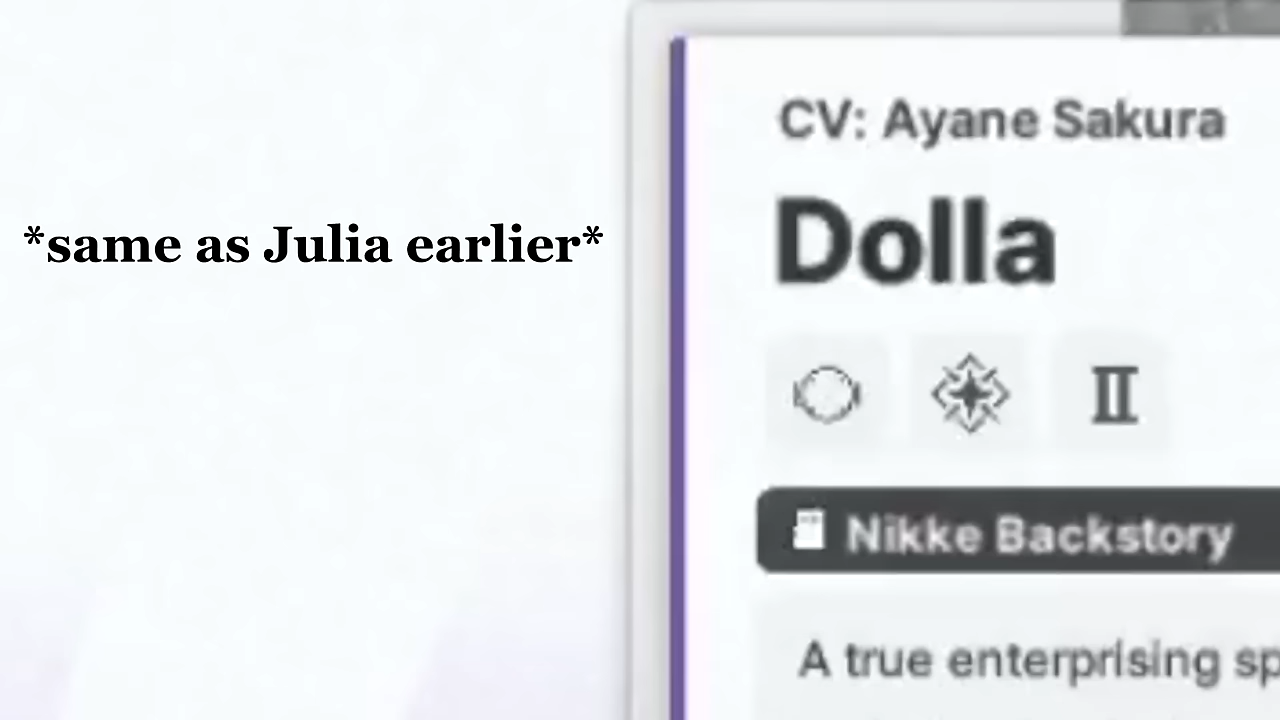 CV: Ayane Sakura
*same as Julia earlier*
Dolla
II
Nikke Backstory
A true enterprising